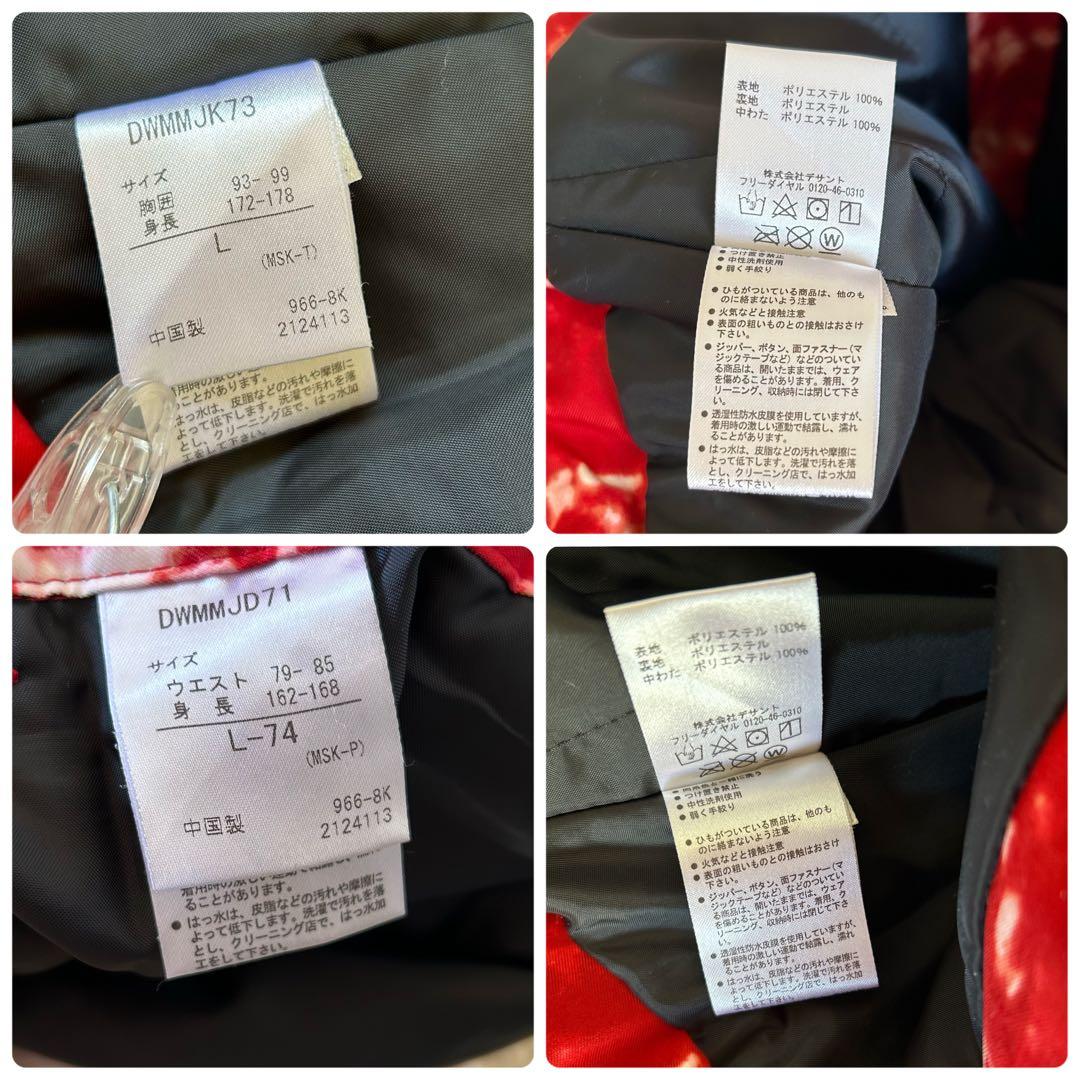 DWMMJK73
サイズ
胸囲 93- 99
身長 172-178
L
(MSK-T)
966-8K
中国製 2124113
ことがあります。
はっ水は、皮脂などの汚れや摩擦に
よって低下します。洗濯で汚れを落
とし、クリーニング店で、はっ水加
工をして下さい。
表地 ポリエステル 100%
裏地 ポリエステル
中わた ポリエステル 100%
株式会社デサント
フリーダイヤル 0120-46-0310
W
● つけ置き禁止
● 中性洗剤使用
● 弱く手絞り
● ひもがついている商品は、他のも
のに絡まないよう注意
● 火気などと接触注意
● 表面の粗いものとの接触はおさけ
下さい。
● ジッパー、ボタン、面ファスナー(マ
ジックテープなど)などのついてい
る商品は、開いたままでは、ウェア
を傷めることがあります。着用、ク
リーニング、収納時には閉じて下さ
い。
● 透湿性防水皮膜を使用していますが、
着用時の激しい運動で結露し、濡れ
ることがあります。
● はっ水は、皮脂などの汚れや摩擦に
よって低下します。洗濯で汚れを落
とし、クリーニング店で、はっ水加
工をして下さい。
DWMMJD71
サイズ
ウエスト 79- 85
身長 162-168
L-74
(MSK-P)
966-8K
中国製 2124113
ることがあります。
● はっ水は、皮脂などの汚れや摩擦に
よって低下します。洗濯で汚れを落
とし、クリーニング店で、はっ水加
工をして下さい。
表地 ポリエステル 100%
裏地 ポリエステル
中わた ポリエステル 100%
株式会社デサント
フリーダイヤル 0120-46-0310
W
● つけ置き禁止
● 中性洗剤使用
● 弱く手絞り
● ひもがついている商品は、他のも
のに絡まないよう注意
● 火気などと接触注意
● 表面の粗いものとの接触はおさけ
下さい。
● ジッパー、ボタン、面ファスナー(マ
ジックテープなど)などのついてい
る商品は、開いたままでは、ウェア
を傷めることがあります。着用、ク
リーニング、収納時には閉じて下さ
い。
● 透湿性防水皮膜を使用していますが、
着用時の激しい運動で結露し、濡れ
ることがあります。
● はっ水は、皮脂などの汚れや摩擦に
よって低下します。洗濯で汚れを落
とし、クリーニング店で、はっ水加
工をして下さい。